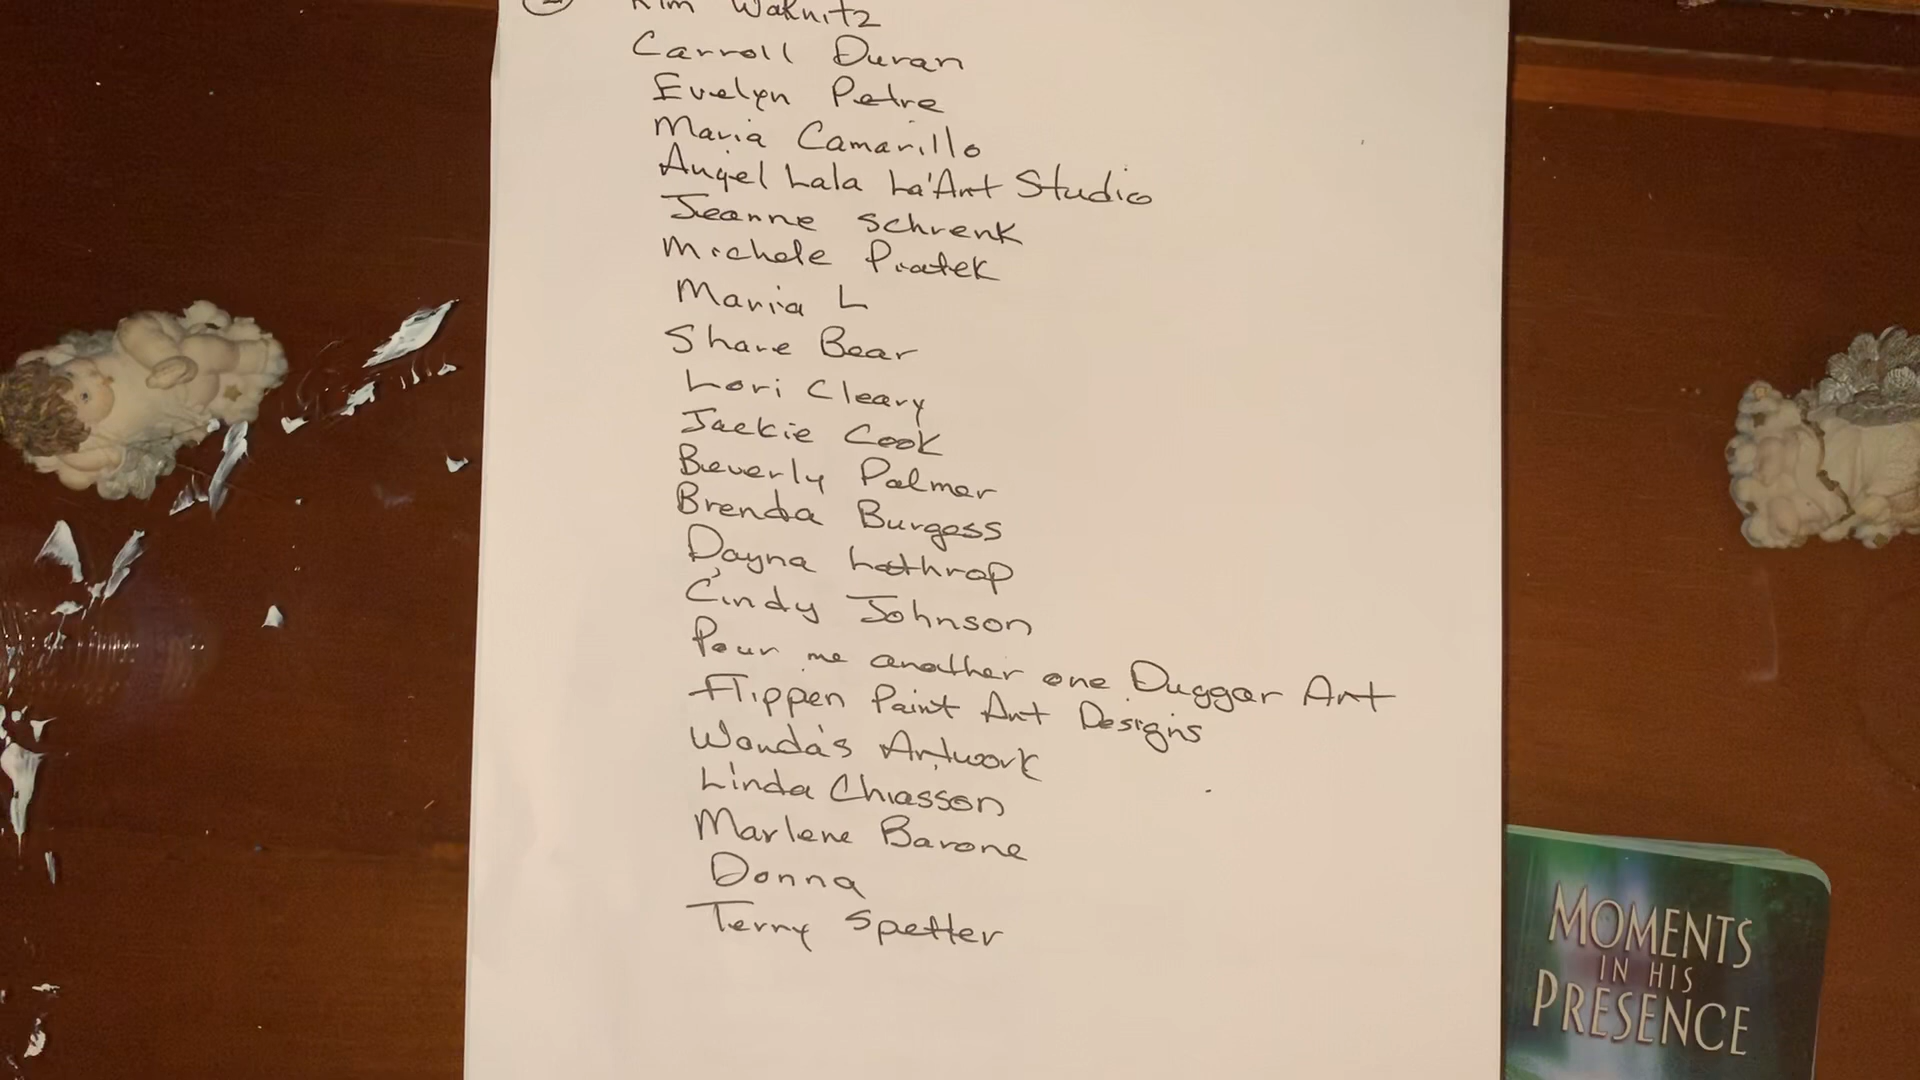 Kim Waknitz
Carroll Duran
Evelyn Petre
Maria Camarillo
Angel Lala La'Art Studio
Jeanne Schrenk
Michele Piatek
Maria L
Share Bear
Lori Cleary
Jackie Cook
Beverly Palmer
Brenda Burgess
Dayna Lothrop
Cindy Johnson
Pour me another one Duggar Art
Flippen Paint Art Designs
Wanda's Artwork
Linda Chiasson
Marlene Barone
Donna
Terry Spetter
MOMENTS
IN HIS
PRESENCE